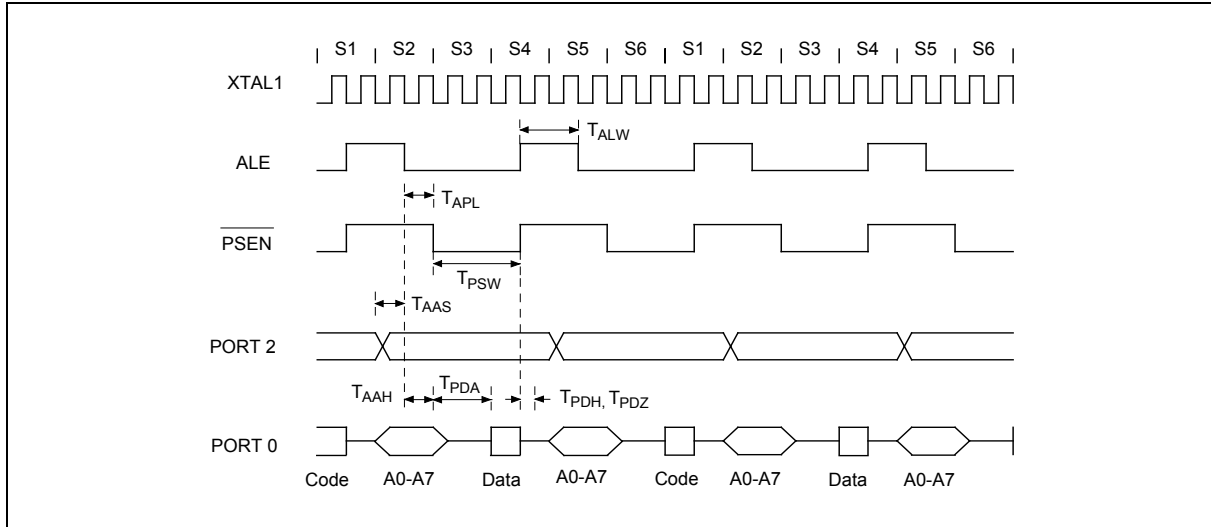 | S1 | S2 | S3 | S4 | S5 | S6 | S1 | S2 | S3 | S4 | S5 | S6 |
XTAL1
TALW
ALE
TAPL
PSEN
TPSW
TAAS
PORT 2
TAAH TPDA TPDH, TPDZ
PORT 0
Code A0-A7 Data A0-A7 Code A0-A7 Data A0-A7